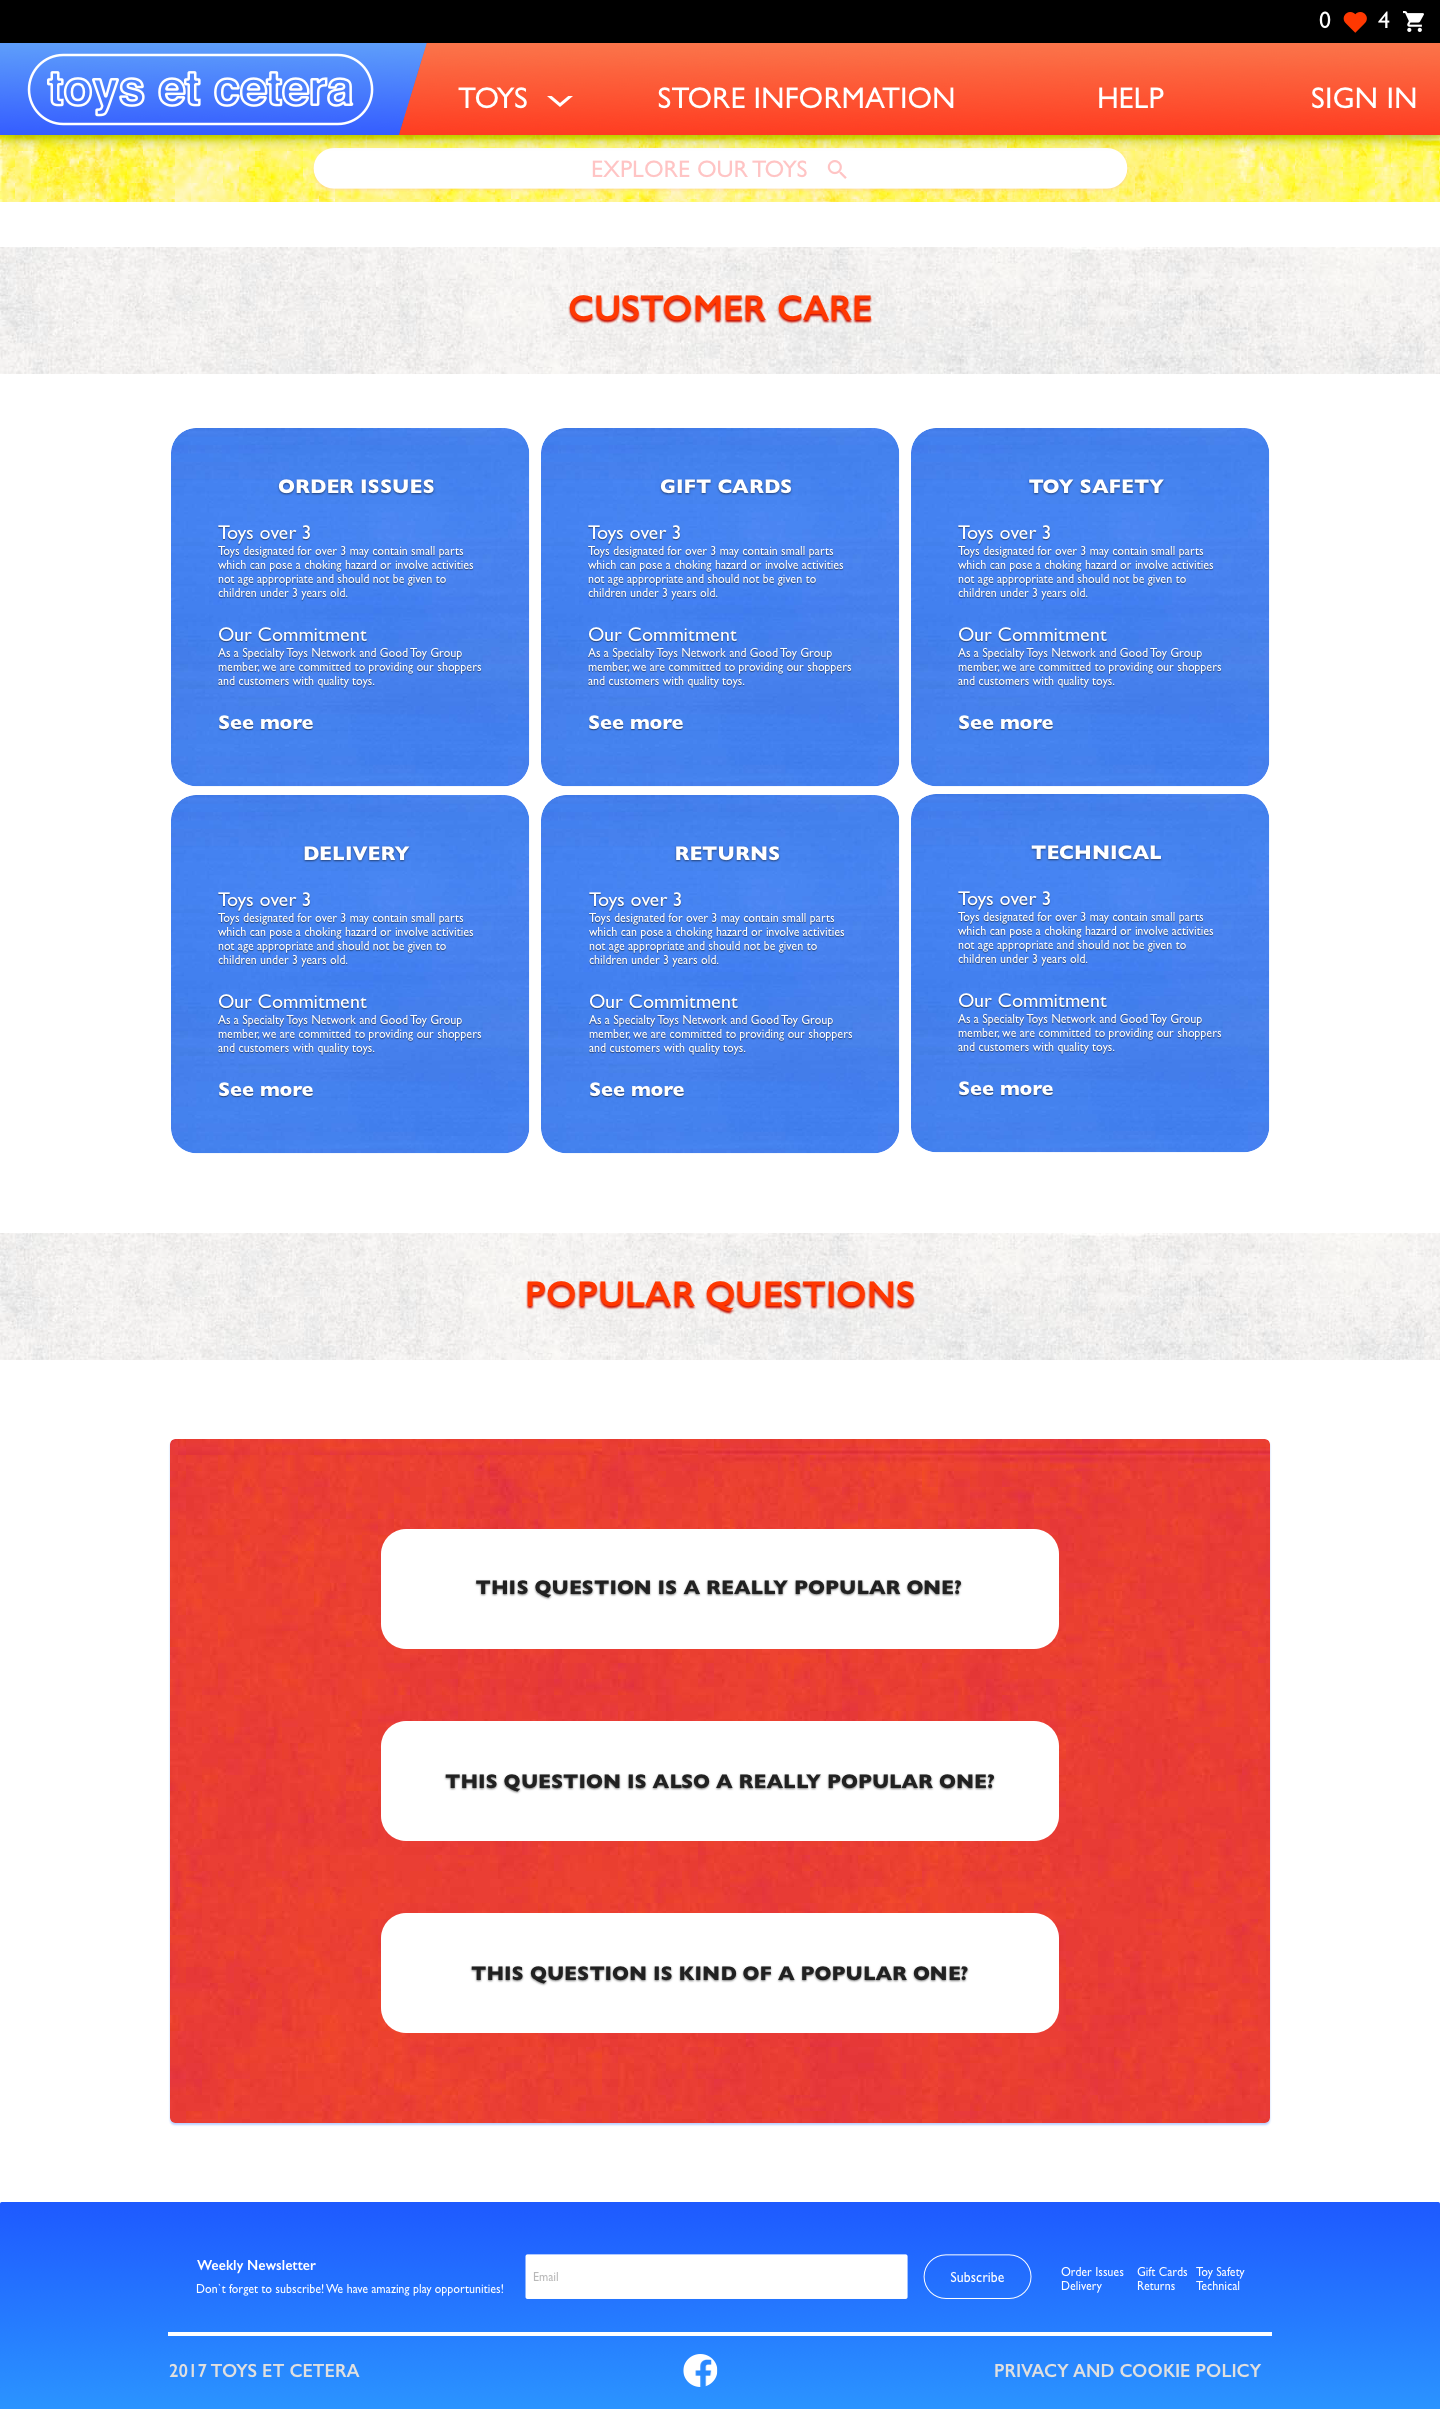 0 4
toys et cetera
TOYS
STORE INFORMATION
HELP
SIGN IN
EXPLORE OUR TOYS
CUSTOMER CARE
ORDER ISSUES
Toys over 3
Toys designated for over 3 may contain small parts
which can pose a choking hazard or involve activities
not age appropriate and should not be given to
children under 3 years old.
Our Commitment
As a Specialty Toys Network and Good Toy Group
member, we are committed to providing our shoppers
and customers with quality toys.
See more
GIFT CARDS
Toys over 3
Toys designated for over 3 may contain small parts
which can pose a choking hazard or involve activities
not age appropriate and should not be given to
children under 3 years old.
Our Commitment
As a Specialty Toys Network and Good Toy Group
member, we are committed to providing our shoppers
and customers with quality toys.
See more
TOY SAFETY
Toys over 3
Toys designated for over 3 may contain small parts
which can pose a choking hazard or involve activities
not age appropriate and should not be given to
children under 3 years old.
Our Commitment
As a Specialty Toys Network and Good Toy Group
member, we are committed to providing our shoppers
and customers with quality toys.
See more
DELIVERY
Toys over 3
Toys designated for over 3 may contain small parts
which can pose a choking hazard or involve activities
not age appropriate and should not be given to
children under 3 years old.
Our Commitment
As a Specialty Toys Network and Good Toy Group
member, we are committed to providing our shoppers
and customers with quality toys.
See more
RETURNS
Toys over 3
Toys designated for over 3 may contain small parts
which can pose a choking hazard or involve activities
not age appropriate and should not be given to
children under 3 years old.
Our Commitment
As a Specialty Toys Network and Good Toy Group
member, we are committed to providing our shoppers
and customers with quality toys.
See more
TECHNICAL
Toys over 3
Toys designated for over 3 may contain small parts
which can pose a choking hazard or involve activities
not age appropriate and should not be given to
children under 3 years old.
Our Commitment
As a Specialty Toys Network and Good Toy Group
member, we are committed to providing our shoppers
and customers with quality toys.
See more
POPULAR QUESTIONS
THIS QUESTION IS A REALLY POPULAR ONE?
THIS QUESTION IS ALSO A REALLY POPULAR ONE?
THIS QUESTION IS KIND OF A POPULAR ONE?
Weekly Newsletter
Don`t forget to subscribe! We have amazing play opportunities!
Email
Subscribe
Order Issues Gift Cards Toy Safety
Delivery Returns Technical
2017 TOYS ET CETERA
PRIVACY AND COOKIE POLICY